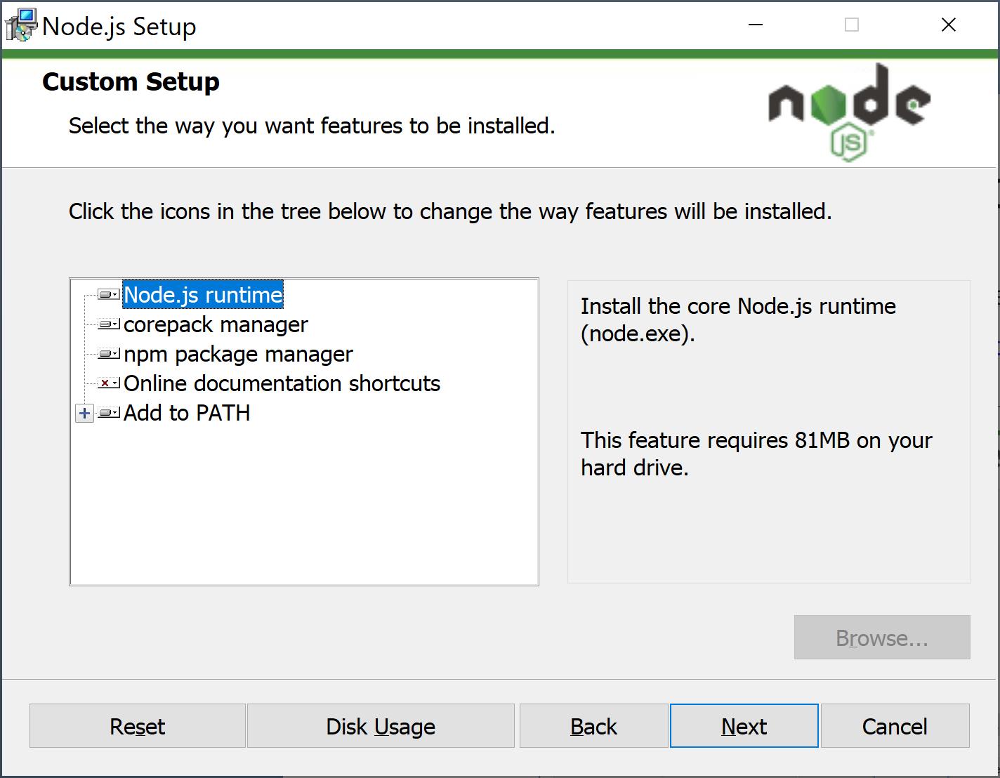 Node.js Setup
Custom Setup
Select the way you want features to be installed.
node
JS
Click the icons in the tree below to change the way features will be installed.
Node.js runtime
corepack manager
npm package manager
Online documentation shortcuts
Add to PATH
Install the core Node.js runtime
(node.exe).
This feature requires 81MB on your
hard drive.
Browse...
Reset
Disk Usage
Back
Next
Cancel